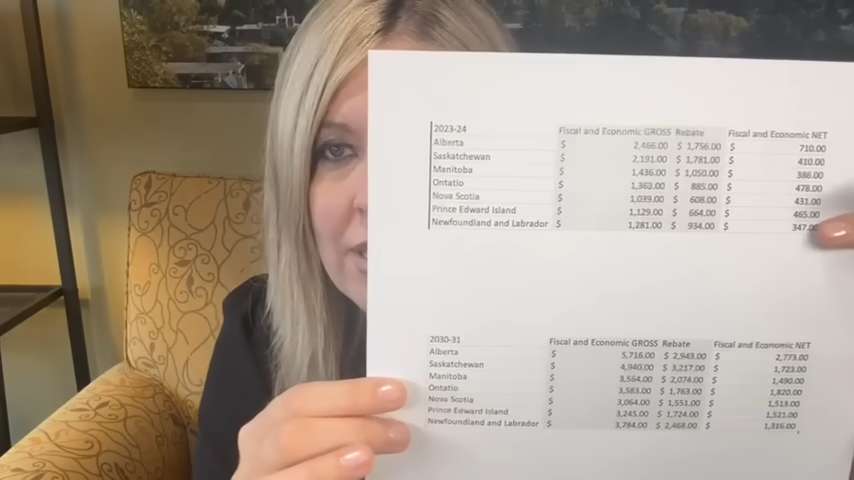 2023-24 Fiscal and Economic GROSS Rebate Fiscal and Economic NET
Alberta $ 2,466.00 $ 1,756.00 $ 710.00
Saskatchewan $ 2,191.00 $ 1,781.00 $ 410.00
Manitoba $ 1,436.00 $ 1,050.00 $ 386.00
Ontatio $ 1,363.00 $ 885.00 $ 478.00
Nova Scotia $ 1,039.00 $ 608.00 $ 431.00
Prince Edward Island $ 1,129.00 $ 664.00 $ 465.00
Newfoundland and Labrador $ 1,281.00 $ 934.00 $ 347.00
2030-31 Fiscal and Economic GROSS Rebate Fiscal and Economic NET
Alberta $ 5,716.00 $ 2,943.00 $ 2,773.00
Saskatchewan $ 4,940.00 $ 3,217.00 $ 1,723.00
Manitoba $ 3,564.00 $ 2,074.00 $ 1,490.00
Ontatio $ 3,583.00 $ 1,763.00 $ 1,820.00
Nova Scotia $ 3,064.00 $ 1,551.00 $ 1,513.00
Prince Edward Island $ 3,245.00 $ 1,724.00 $ 1,521.00
Newfoundland and Labrador $ 3,784.00 $ 2,468.00 $ 1,316.00